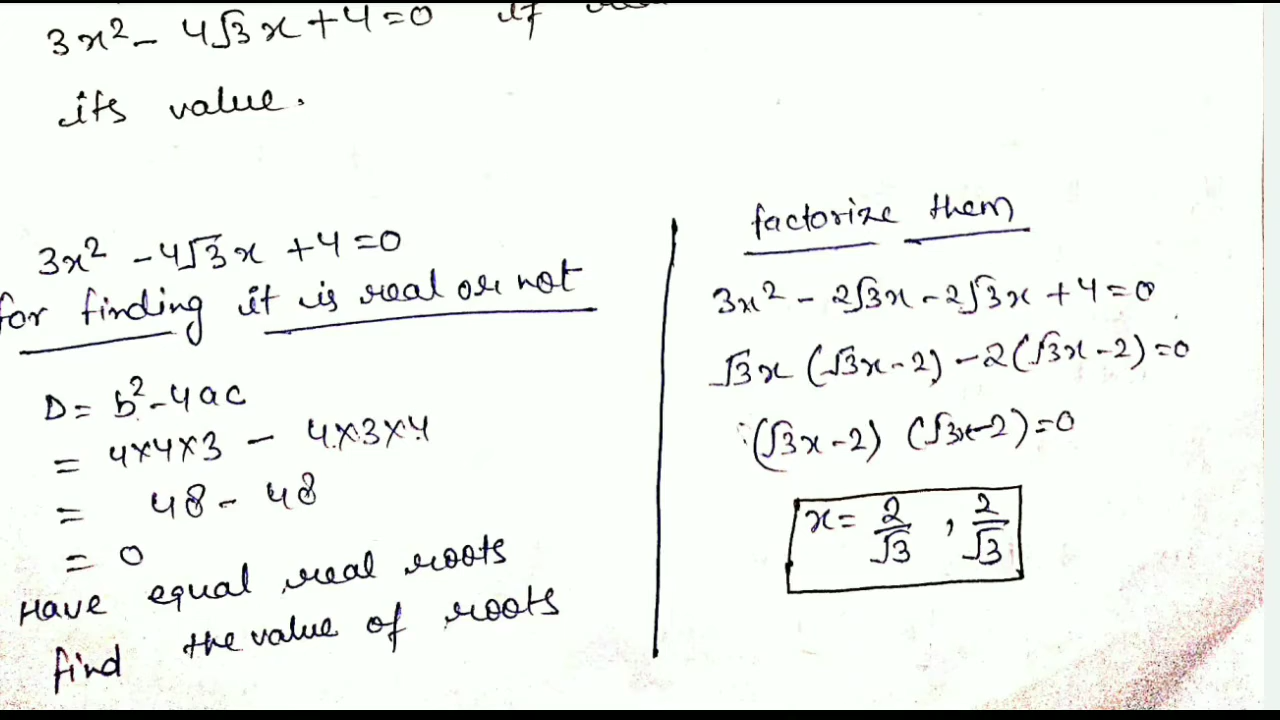 3x² - 4√3x + 4 = 0 if
its value.
3x² - 4√3x + 4 = 0
for finding it is real or not
D = b² - 4ac
= 4×4×3 - 4×3×4
= 48 - 48
= 0
Have equal real roots
find the value of roots
factorize them
3x² - 2√3x - 2√3x + 4 = 0
√3x (√3x - 2) - 2 (√3x - 2) = 0
(√3x - 2) (√3x - 2) = 0
x = 2/√3 , 2/√3